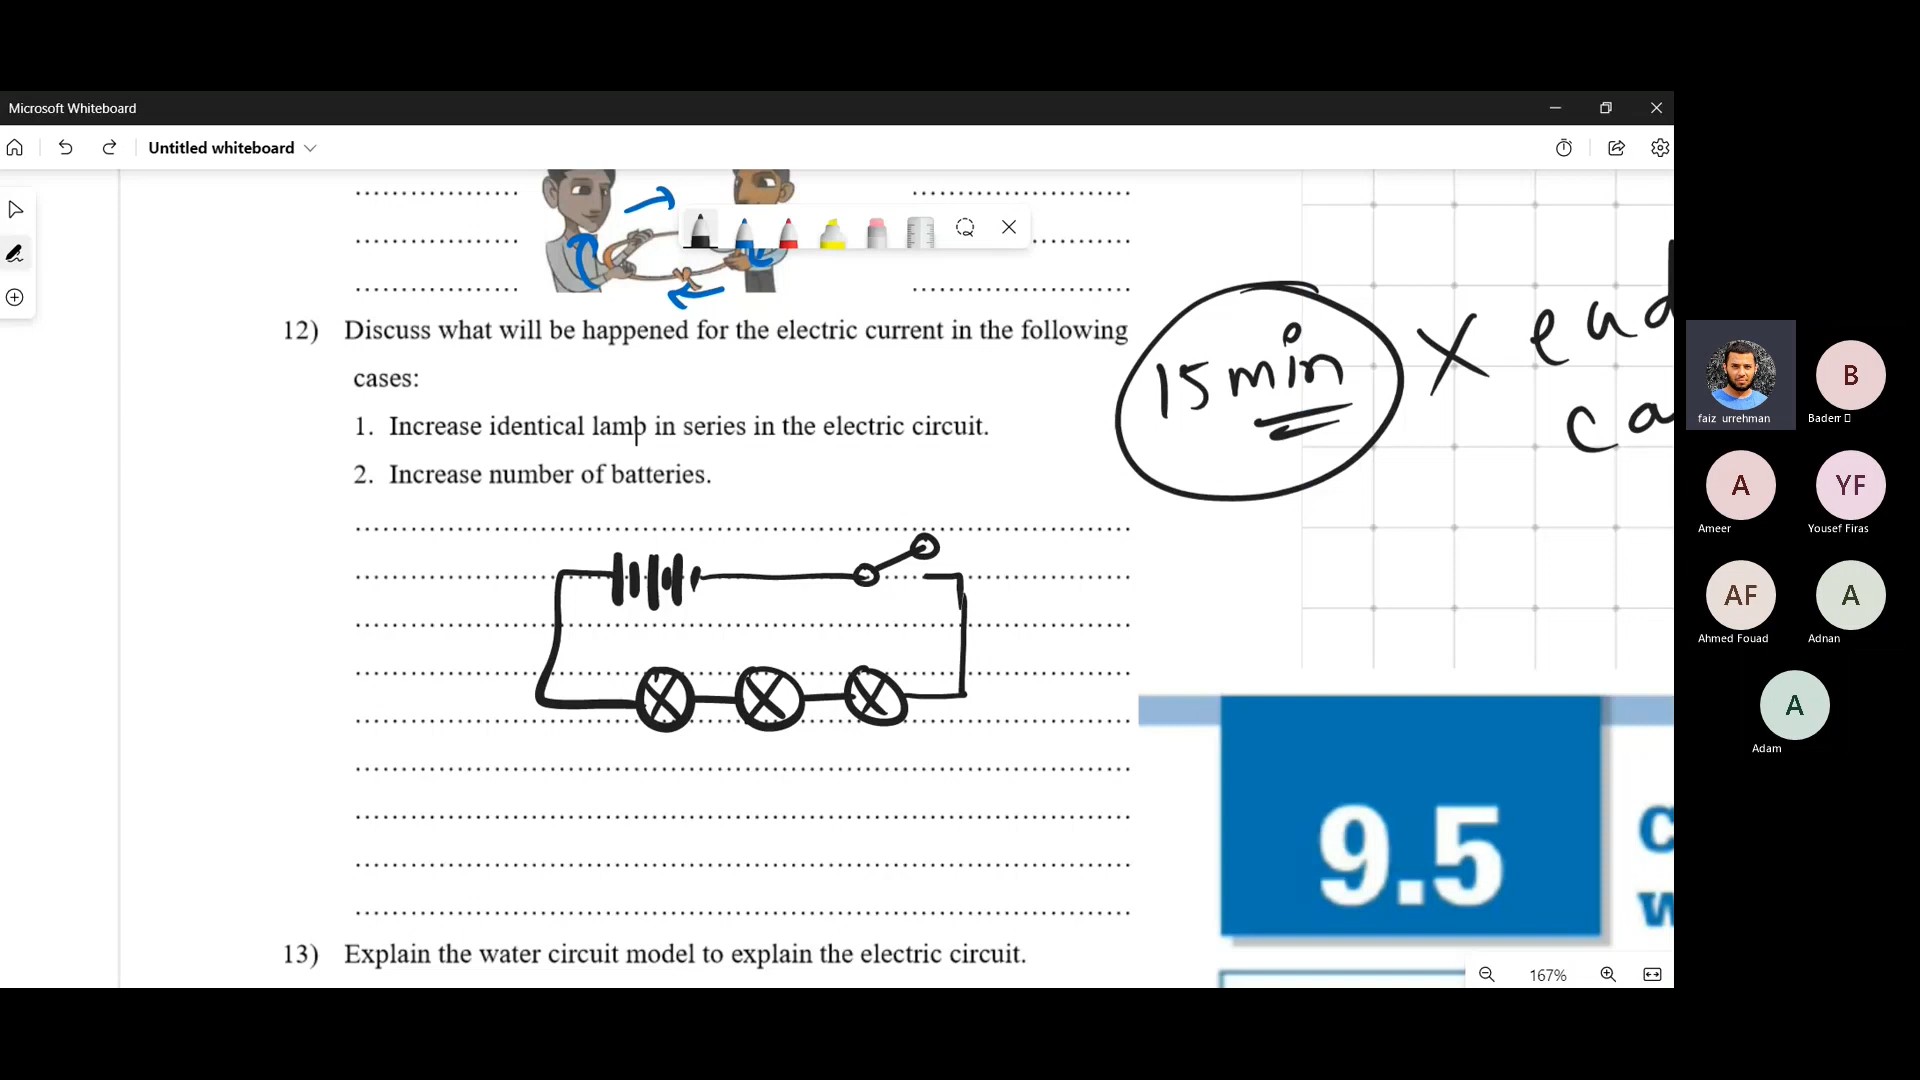 Microsoft Whiteboard
Untitled whiteboard
12) Discuss what will be happened for the electric current in the following
cases:
1. Increase identical lamp in series in the electric circuit.
2. Increase number of batteries.
13) Explain the water circuit model to explain the electric circuit.
15 min
X
9.5
167%
faiz urrehman
B
Baderr
A
Ameer
YF
Yousef Firas
AF
Ahmed Fouad
A
Adnan
A
Adam